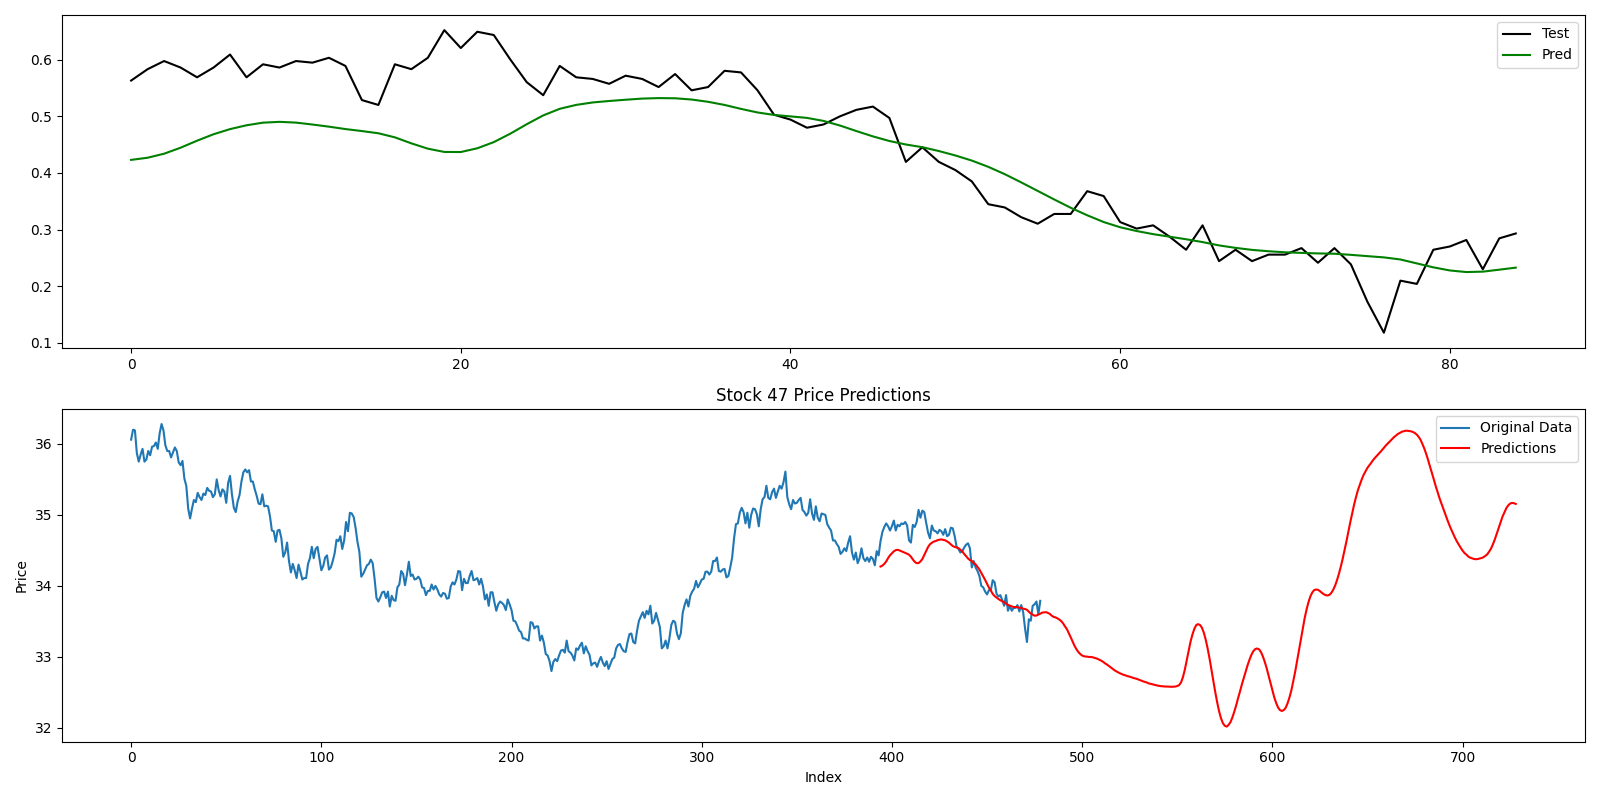 0.6
0.5
0.4
0.3
0.2
0.1
Test
Pred
0 20 40 60 80
Stock 47 Price Predictions
Price
36
35
34
33
32
Original Data
Predictions
0 100 200 300 400 500 600 700
Index